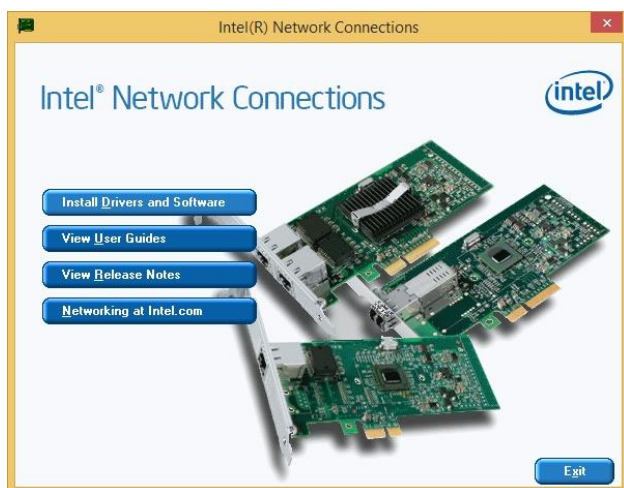 Intel(R) Network Connections
Intel® Network Connections
intel
Install Drivers and Software
View User Guides
View Release Notes
Networking at Intel.com
Exit